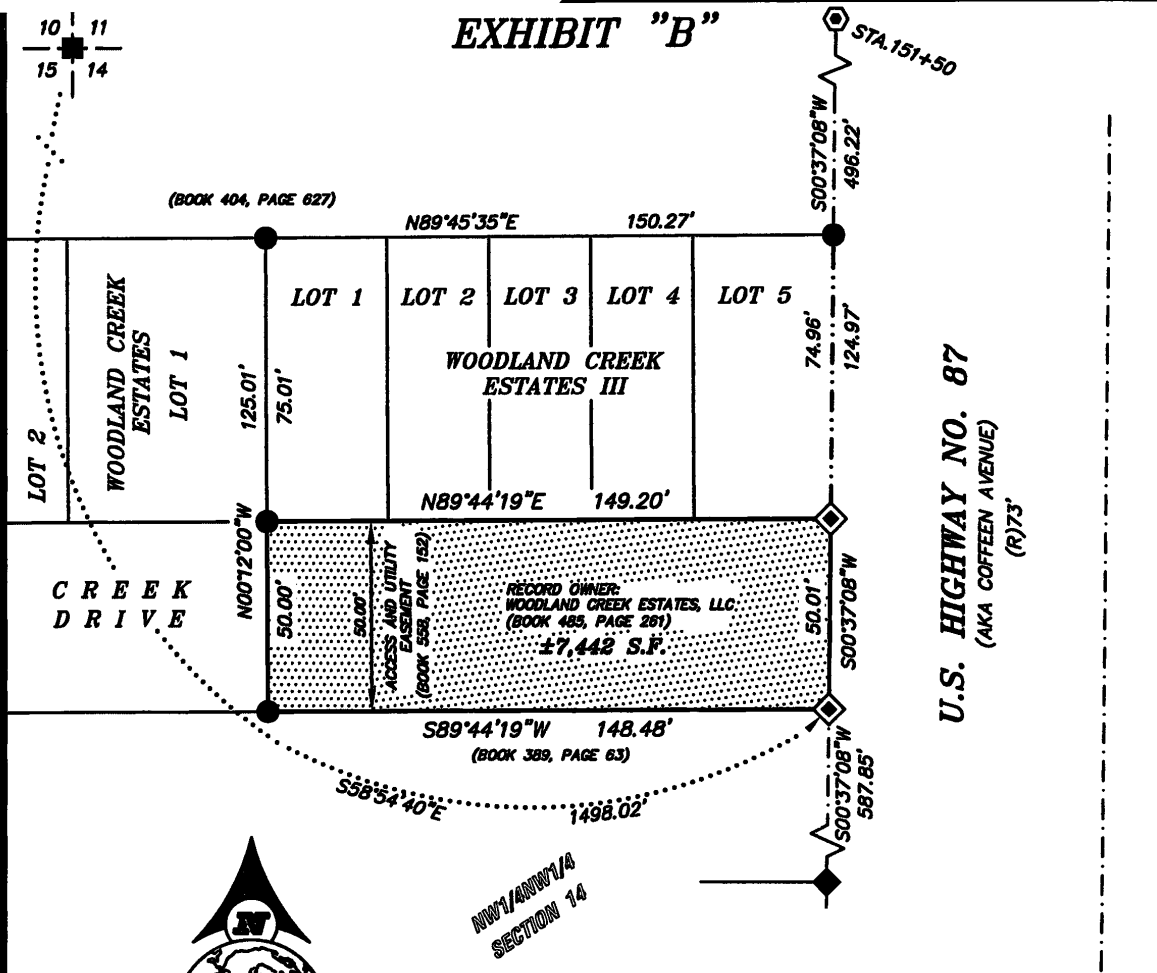 EXHIBIT "B"
10 11
15 14
STA.151+50
S00°37'08"W
496.22'
(BOOK 404, PAGE 627)
N89°45'35"E 150.27'
LOT 2
WOODLAND CREEK
ESTATES
LOT 1
125.01'
75.01'
LOT 1
LOT 2
LOT 3
LOT 4
LOT 5
WOODLAND CREEK
ESTATES III
74.96'
124.97'
U.S. HIGHWAY NO. 87
(AKA COFFEEN AVENUE)
(R)73'
N89°44'19"E 149.20'
CREEK
DRIVE
N00°12'00"W
50.00'
50.00'
ACCESS AND UTILITY
EASEMENT
(BOOK 558, PAGE 152)
RECORD OWNER:
WOODLAND CREEK ESTATES, LLC.
(BOOK 485, PAGE 261)
±7,442 S.F.
50.01'
S00°37'08"W
S89°44'19"W 148.48'
(BOOK 389, PAGE 63)
S58°54'40"E 1498.02'
S00°37'08"W
587.85'
NW1/4NW1/4
SECTION 14
N